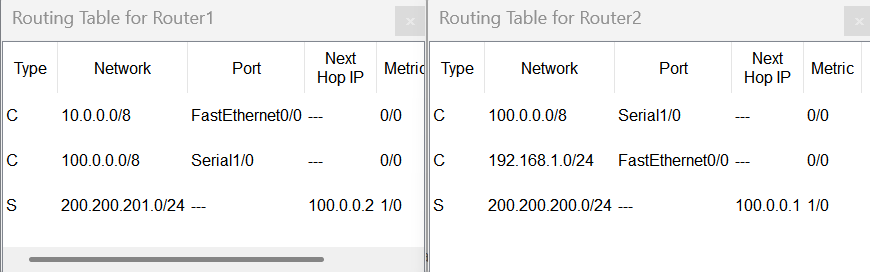 Routing Table for Router1
Type Network Port Next Hop IP Metric
C 10.0.0.0/8 FastEthernet0/0 --- 0/0
C 100.0.0.0/8 Serial1/0 --- 0/0
S 200.200.201.0/24 --- 100.0.0.2 1/0
Routing Table for Router2
Type Network Port Next Hop IP Metric
C 100.0.0.0/8 Serial1/0 --- 0/0
C 192.168.1.0/24 FastEthernet0/0 --- 0/0
S 200.200.200.0/24 --- 100.0.0.1 1/0